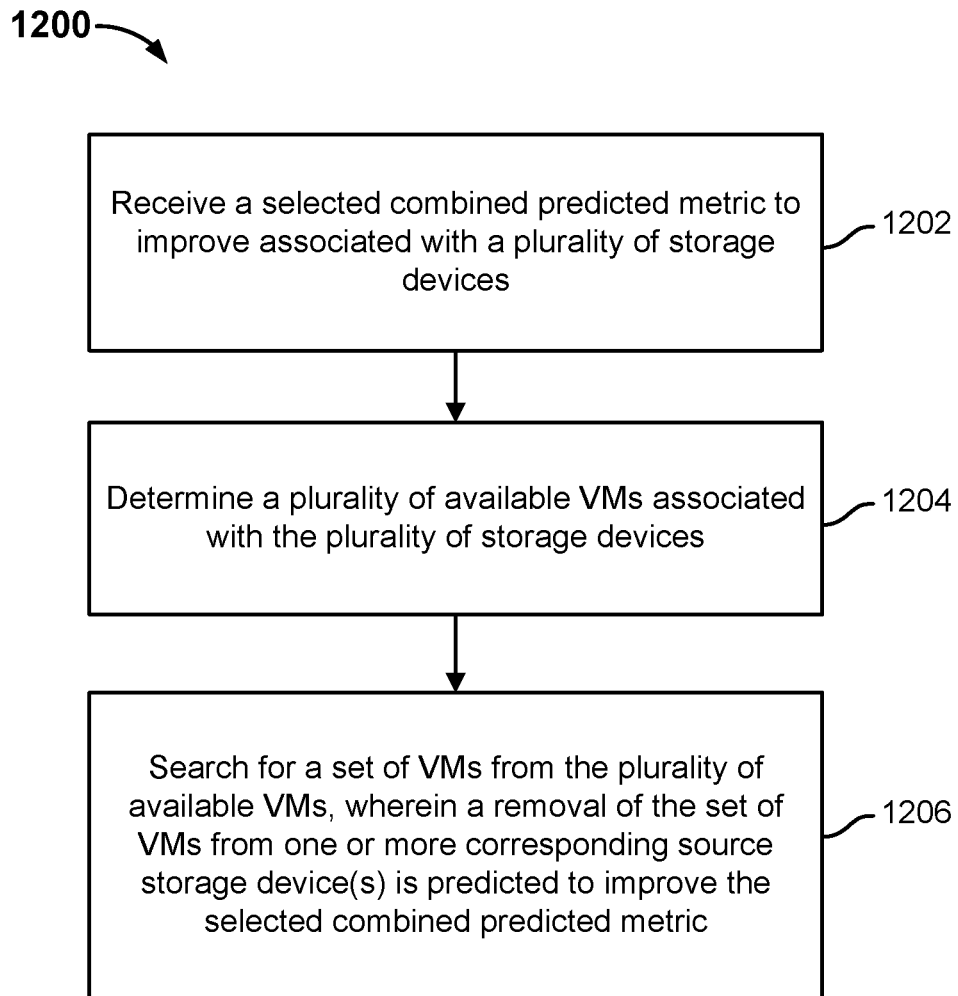 1200
Receive a selected combined predicted metric to
improve associated with a plurality of storage
devices
1202
Determine a plurality of available VMs associated
with the plurality of storage devices
1204
Search for a set of VMs from the plurality of
available VMs, wherein a removal of the set of
VMs from one or more corresponding source
storage device(s) is predicted to improve the
selected combined predicted metric
1206